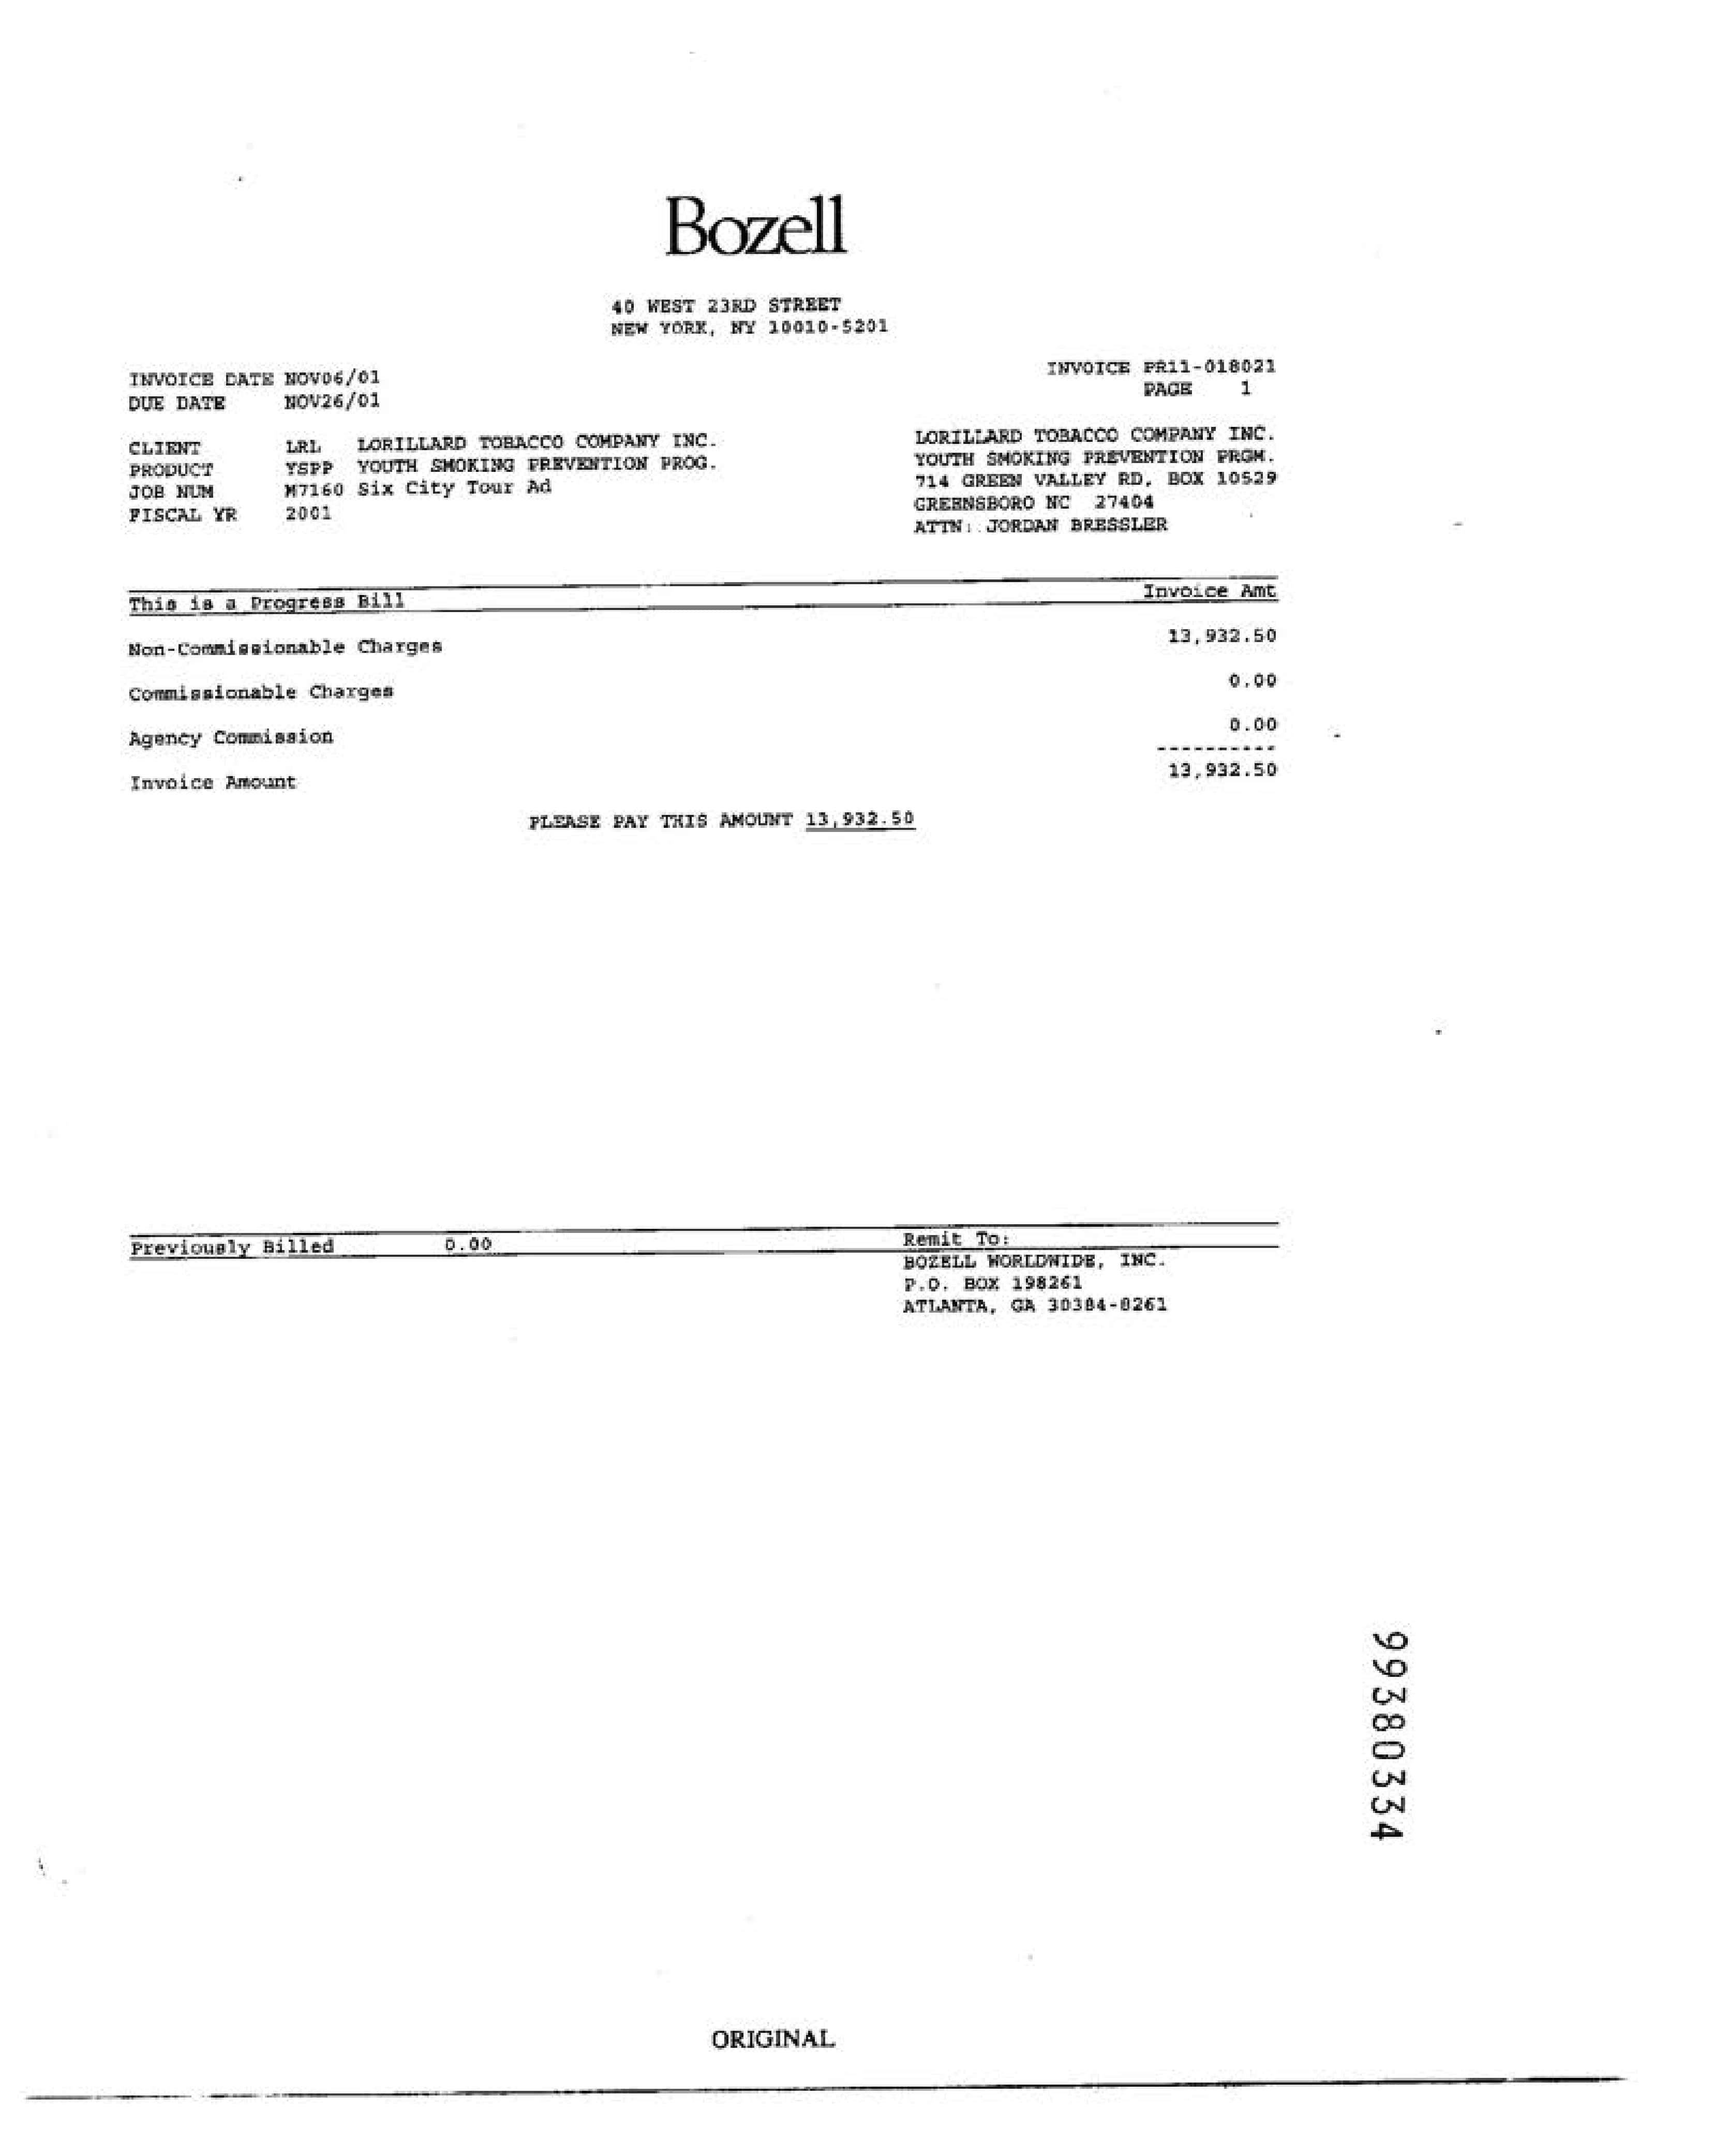 Bozell
40 WEST 23RD STREET
NEW YORK, NY 10010-5201
INVOICE DATE NOV06/01
DUE DATE NOV26/01
INVOICE PR11-018021
PAGE 1
CLIENT LRL LORILLARD TOBACCO COMPANY INC.
PRODUCT YSPP YOUTH SMOKING PREVENTION PROG.
JOB NUM M7160 Six City Tour Ad
FISCAL YR 2001
LORILLARD TOBACCO COMPANY INC.
YOUTH SMOKING PREVENTION PRGM.
714 GREEN VALLEY RD, BOX 10529
GREENSBORO NC 27404
ATTN: JORDAN BRESSLER
This is a Progress Bill Invoice Amt
Non-Commissionable Charges 13,932.50
Commissionable Charges 0.00
Agency Commission 0.00
----------
Invoice Amount 13,932.50
PLEASE PAY THIS AMOUNT 13,932.50
Previously Billed 0.00
Remit To:
BOZELL WORLDWIDE, INC.
P.O. BOX 198261
ATLANTA, GA 30384-8261
99380334
ORIGINAL